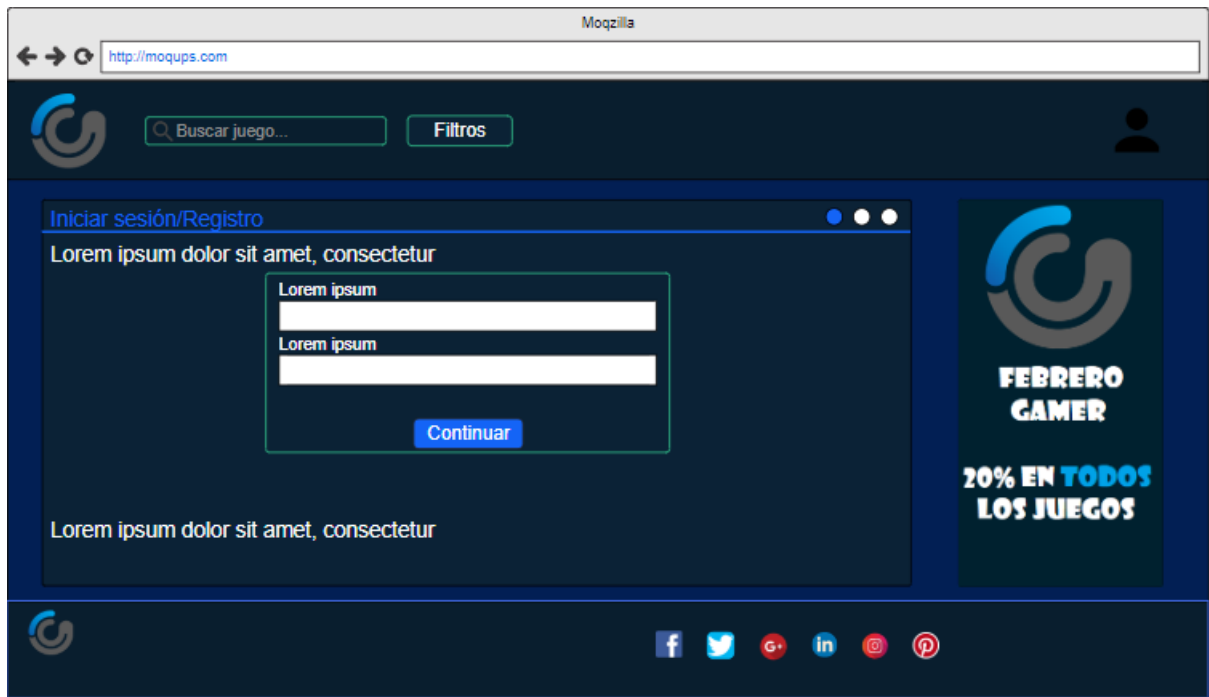 Moqzilla
http://moqups.com
Buscar juego...
Filtros
Iniciar sesión/Registro
Lorem ipsum dolor sit amet, consectetur
Lorem ipsum
Lorem ipsum
Continuar
Lorem ipsum dolor sit amet, consectetur
FEBRERO
GAMER
20% EN TODOS
LOS JUEGOS